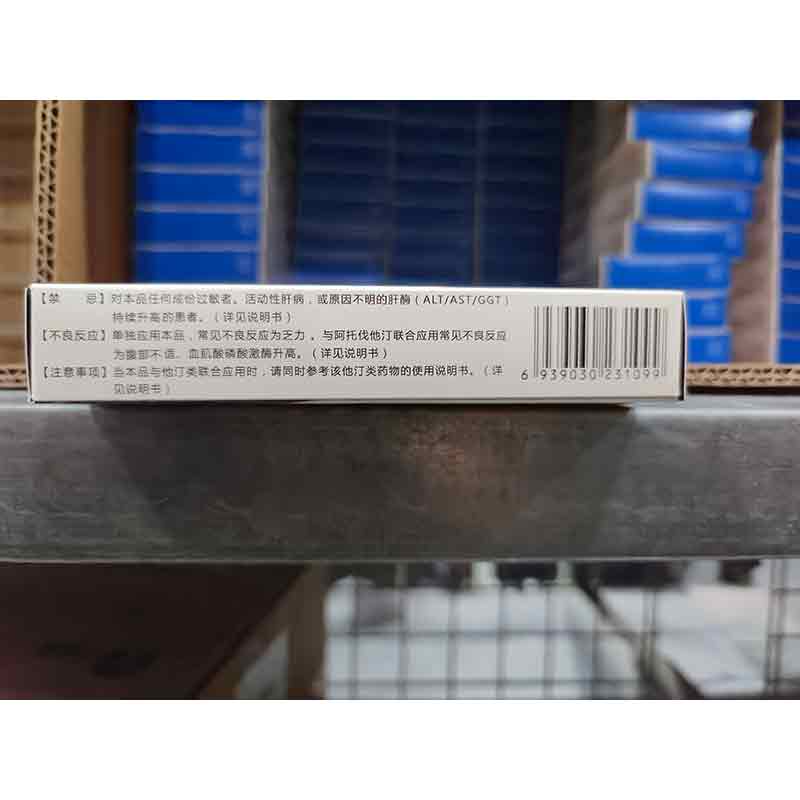 【禁　　忌】对本品任何成份过敏者。活动性肝病，或原因不明的肝酶（ALT/AST/GGT）
持续升高的患者。（详见说明书）
【不良反应】单独应用本品，常见不良反应为乏力。与阿托伐他汀联合应用常见不良反应
为腹部不适、血肌酸磷酸激酶升高。（详见说明书）
【注意事项】当本品与他汀类联合应用时，请同时参考该他汀类药物的使用说明书。（详
见说明书）
6 939030 231099